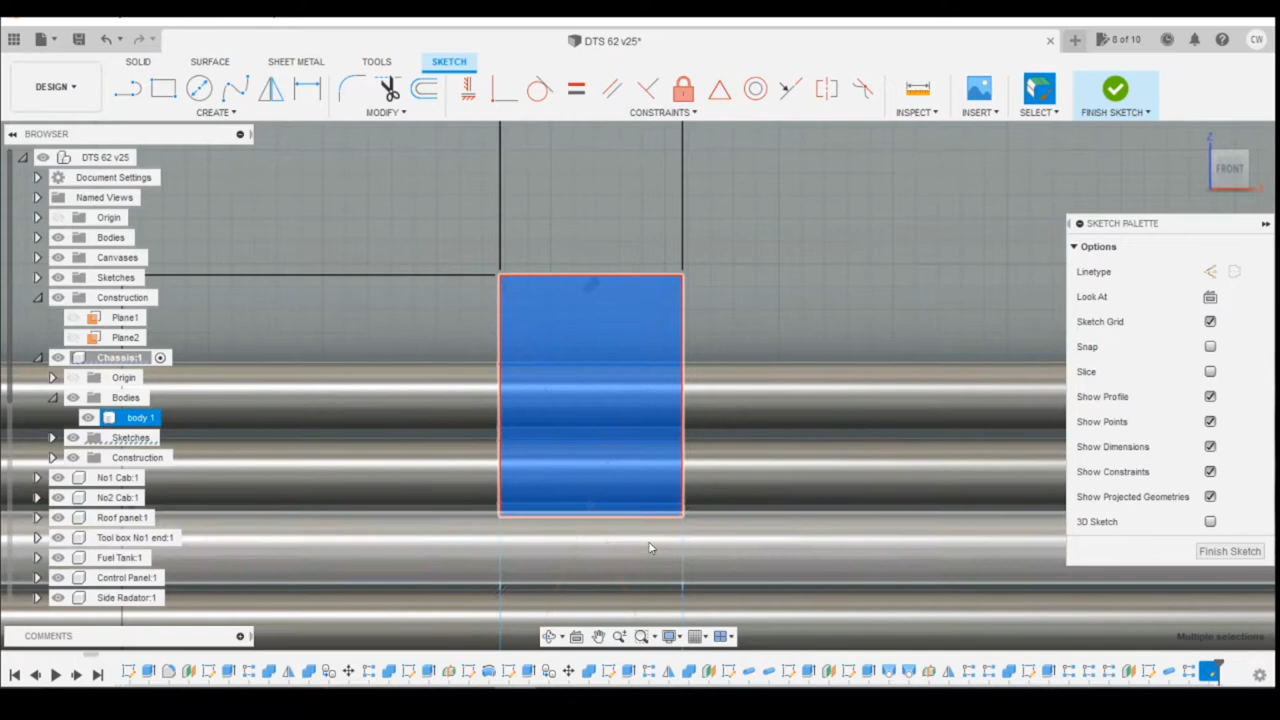 DTS 62 v25*
8 of 10
CW
DESIGN
SOLID
SURFACE
SHEET METAL
TOOLS
SKETCH
CREATE
MODIFY
CONSTRAINTS
INSPECT
INSERT
SELECT
FINISH SKETCH
BROWSER
DTS 62 v25
Document Settings
Named Views
Origin
Bodies
Canvases
Sketches
Construction
Plane1
Plane2
Chassis:1
Origin
Bodies
body 1
Sketches
Construction
No1 Cab:1
No2 Cab:1
Roof panel:1
Tool box No1 end:1
Fuel Tank:1
Control Panel:1
Side Radator:1
COMMENTS
Z
FRONT
SKETCH PALETTE
Options
Linetype
Look At
Sketch Grid
Snap
Slice
Show Profile
Show Points
Show Dimensions
Show Constraints
Show Projected Geometries
3D Sketch
Finish Sketch
Multiple selections